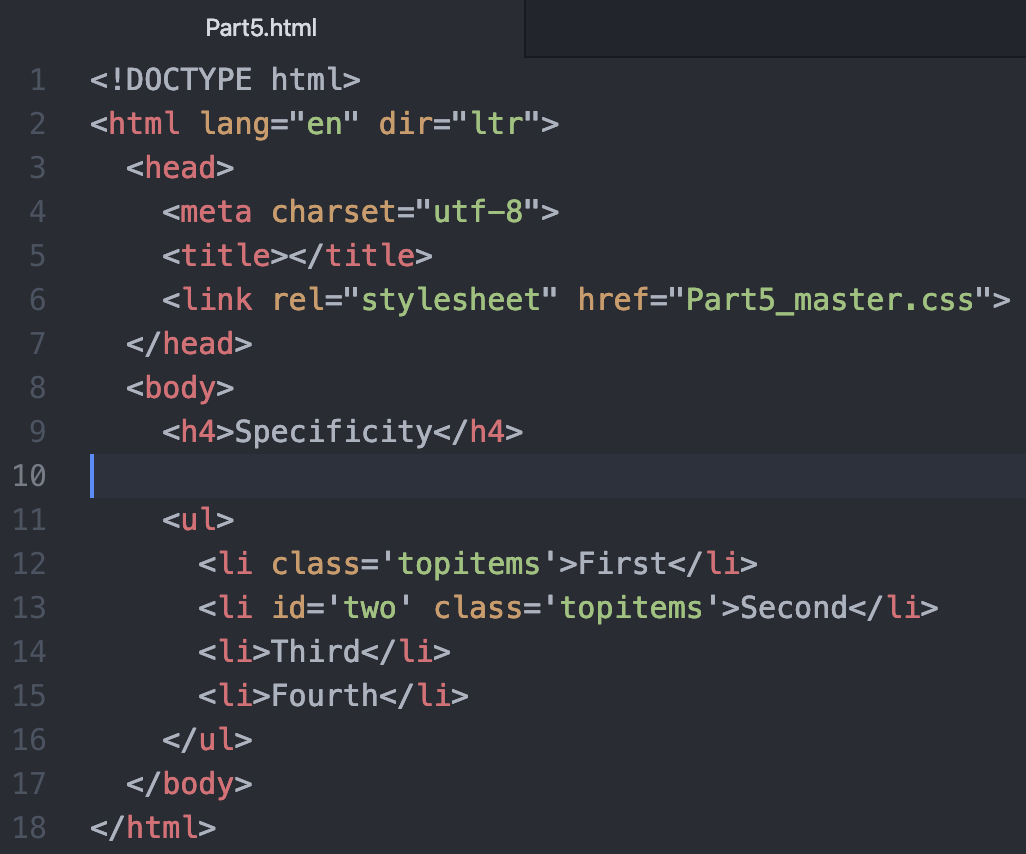 Part5.html
1 <!DOCTYPE html>
2 <html lang="en" dir="ltr">
3   <head>
4     <meta charset="utf-8">
5     <title></title>
6     <link rel="stylesheet" href="Part5_master.css">
7   </head>
8   <body>
9     <h4>Specificity</h4>
10
11     <ul>
12       <li class='topitems'>First</li>
13       <li id='two' class='topitems'>Second</li>
14       <li>Third</li>
15       <li>Fourth</li>
16     </ul>
17   </body>
18 </html>